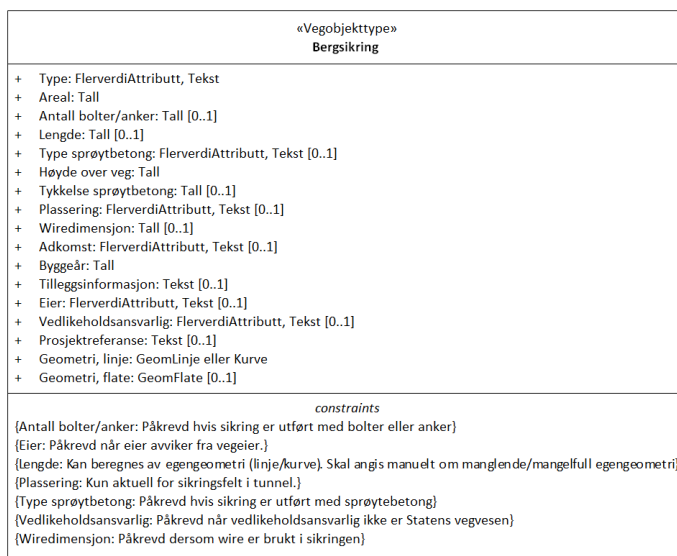 «Vegobjekttype»
Bergsikring
+ Type: FlerverdiAttributt, Tekst
+ Areal: Tall
+ Antall bolter/anker: Tall [0..1]
+ Lengde: Tall [0..1]
+ Type sprøytbetong: FlerverdiAttributt, Tekst [0..1]
+ Høyde over veg: Tall
+ Tykkelse sprøytbetong: Tall [0..1]
+ Plassering: FlerverdiAttributt, Tekst [0..1]
+ Wiredimensjon: Tall [0..1]
+ Adkomst: FlerverdiAttributt, Tekst [0..1]
+ Byggeår: Tall
+ Tilleggsinformasjon: Tekst [0..1]
+ Eier: FlerverdiAttributt, Tekst [0..1]
+ Vedlikeholdsansvarlig: FlerverdiAttributt, Tekst [0..1]
+ Prosjektreferanse: Tekst [0..1]
+ Geometri, linje: GeomLinje eller Kurve
+ Geometri, flate: GeomFlate [0..1]
constraints
{Antall bolter/anker: Påkrevd hvis sikring er utført med bolter eller anker}
{Eier: Påkrevd når eier avviker fra vegeier.}
{Lengde: Kan beregnes av egengeometri (linje/kurve). Skal angis manuelt om manglende/mangelfull egengeometri}
{Plassering: Kun aktuell for sikringsfelt i tunnel.}
{Type sprøytbetong: Påkrevd hvis sikring er utført med sprøytebetong}
{Vedlikeholdsansvarlig: Påkrevd når vedlikeholdsansvarlig ikke er Statens vegvesen}
{Wiredimensjon: Påkrevd dersom wire er brukt i sikringen}